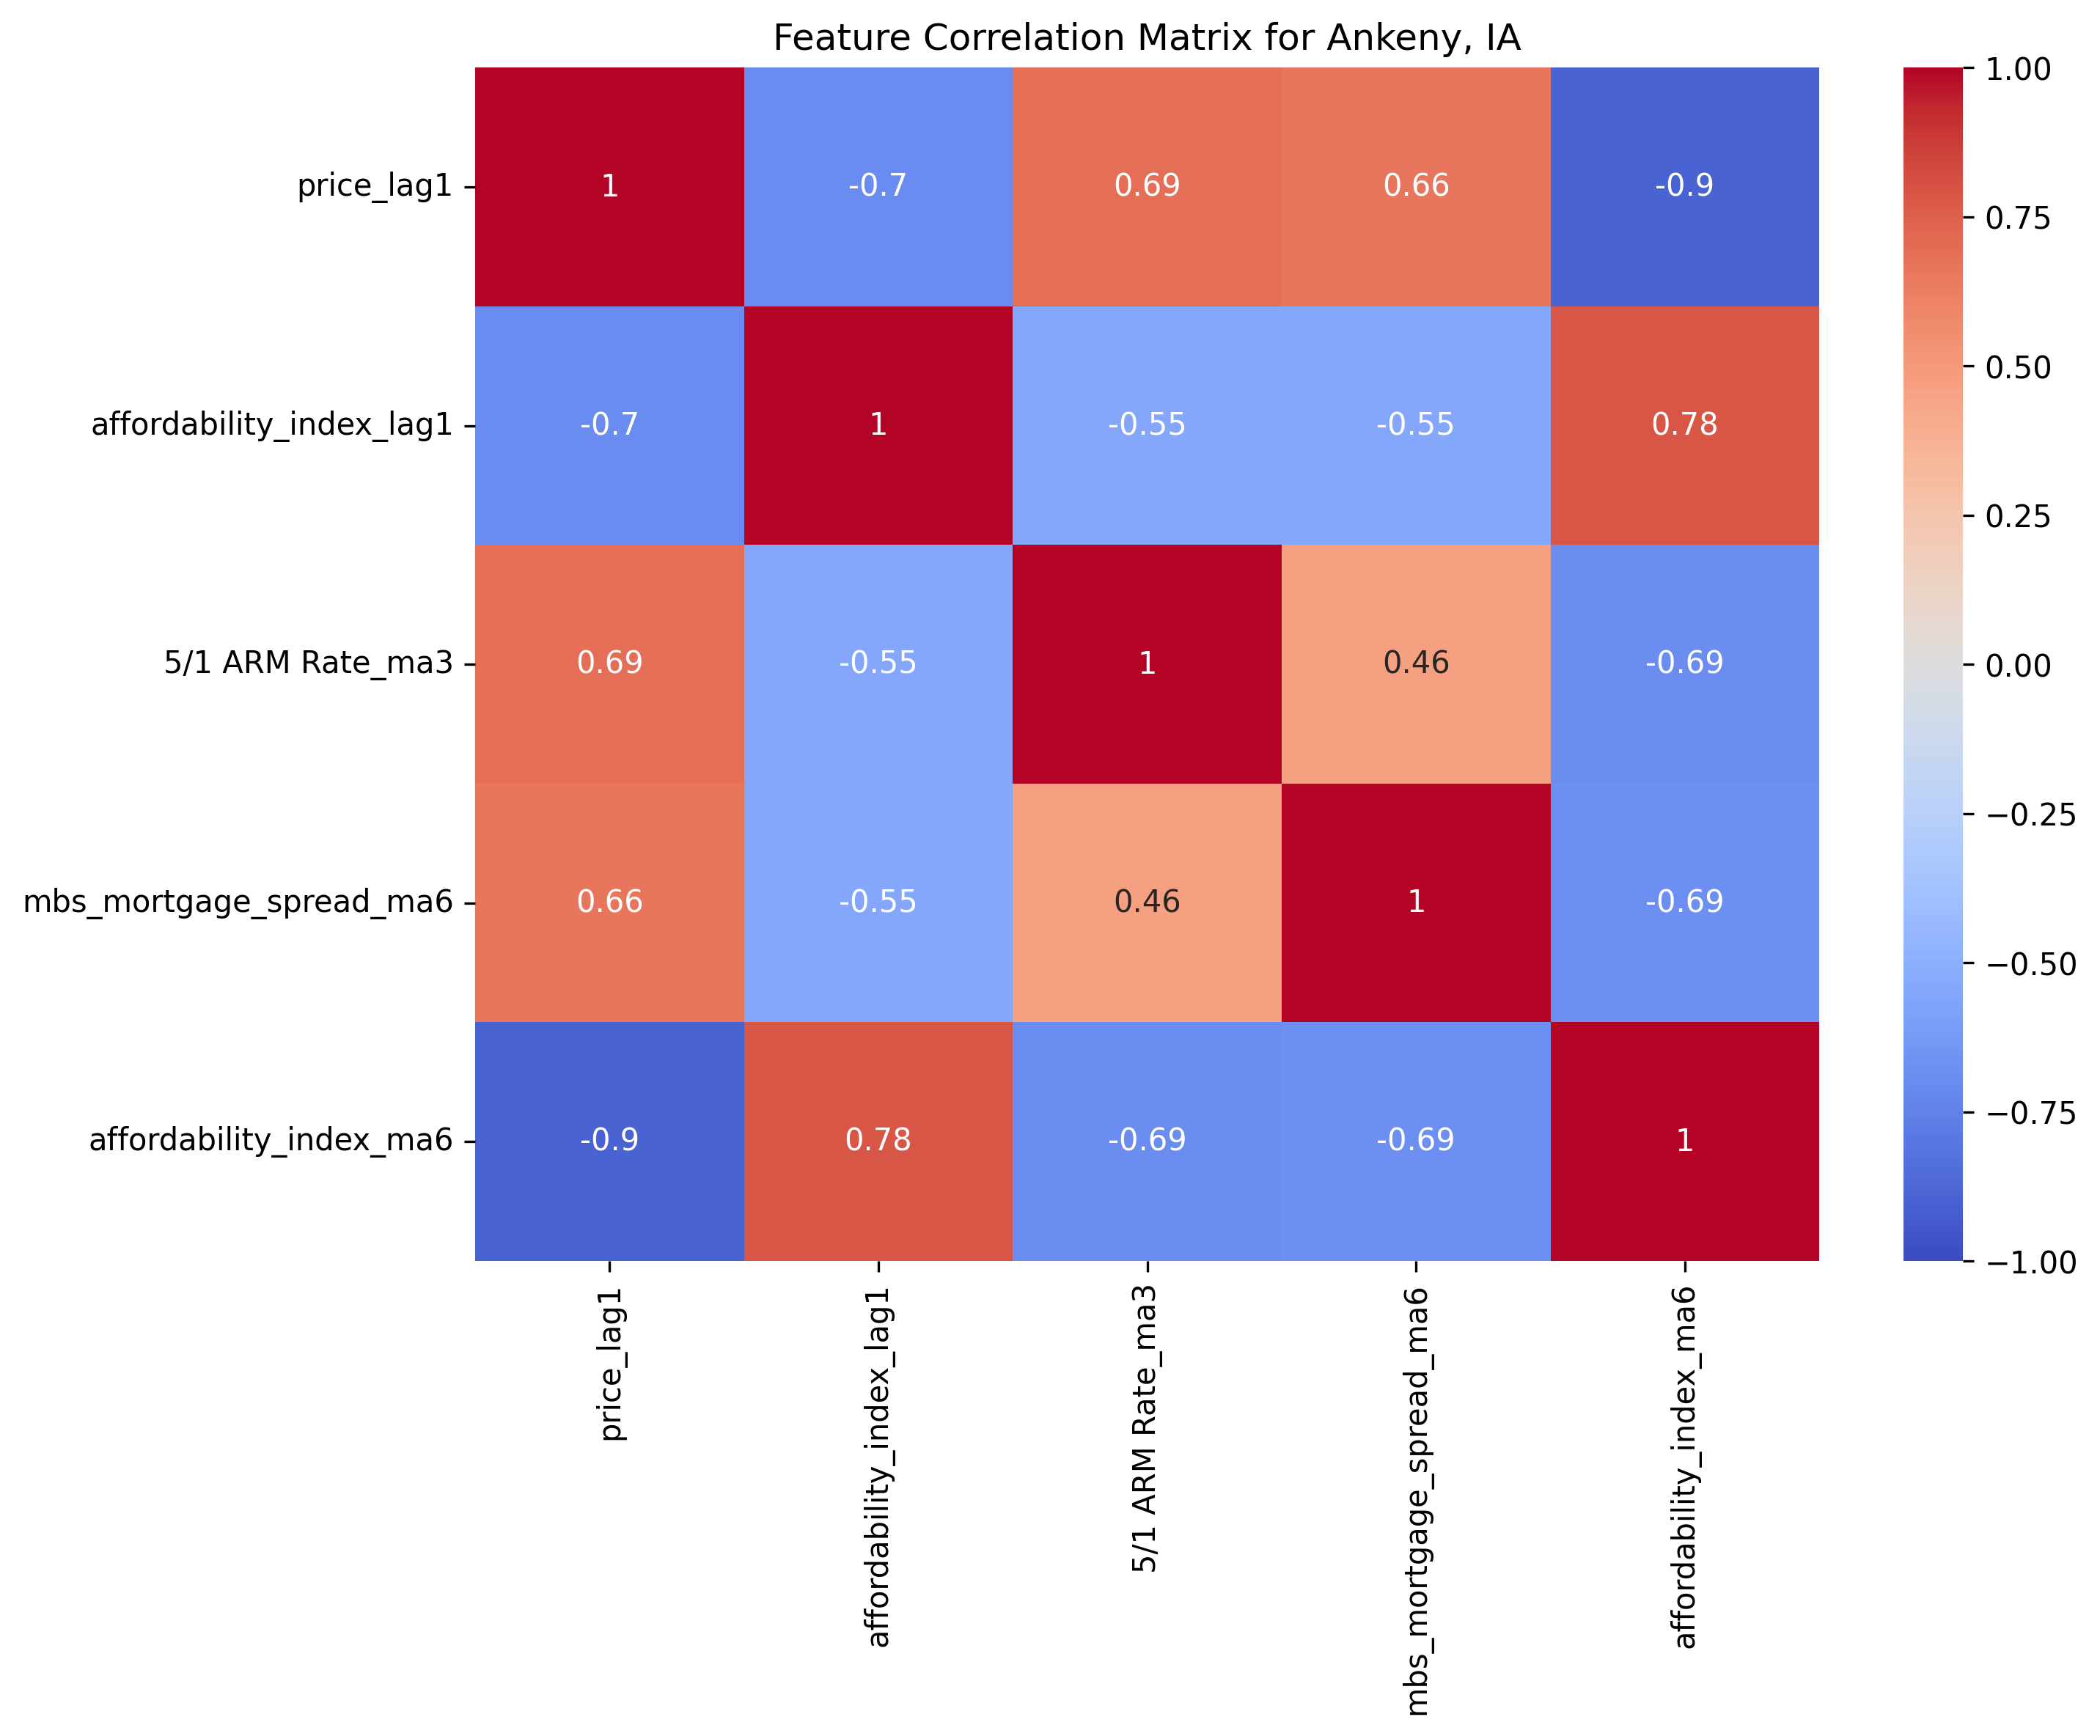 Feature Correlation Matrix for Ankeny, IA
price_lag1 1 -0.7 0.69 0.66 -0.9
affordability_index_lag1 -0.7 1 -0.55 -0.55 0.78
5/1 ARM Rate_ma3 0.69 -0.55 1 0.46 -0.69
mbs_mortgage_spread_ma6 0.66 -0.55 0.46 1 -0.69
affordability_index_ma6 -0.9 0.78 -0.69 -0.69 1
price_lag1
affordability_index_lag1
5/1 ARM Rate_ma3
mbs_mortgage_spread_ma6
affordability_index_ma6
1.00
0.75
0.50
0.25
0.00
−0.25
−0.50
−0.75
−1.00